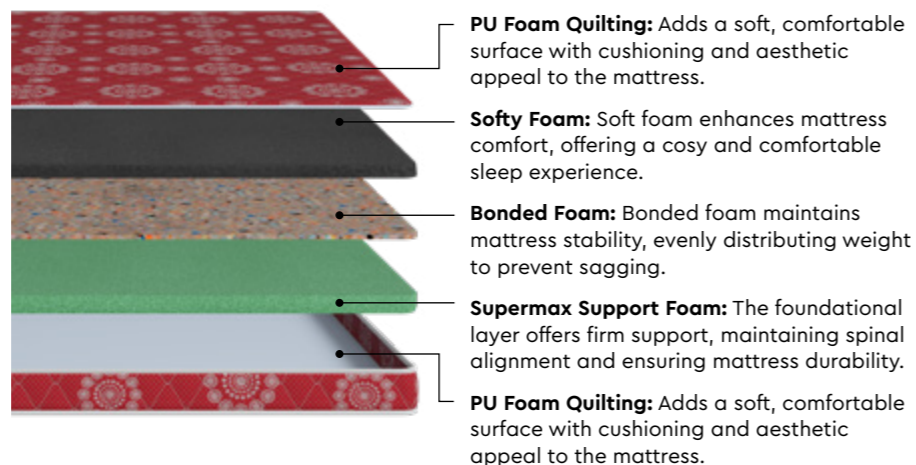 PU Foam Quilting: Adds a soft, comfortable
surface with cushioning and aesthetic
appeal to the mattress.
Softy Foam: Soft foam enhances mattress
comfort, offering a cosy and comfortable
sleep experience.
Bonded Foam: Bonded foam maintains
mattress stability, evenly distributing weight
to prevent sagging.
Supermax Support Foam: The foundational
layer offers firm support, maintaining spinal
alignment and ensuring mattress durability.
PU Foam Quilting: Adds a soft, comfortable
surface with cushioning and aesthetic
appeal to the mattress.